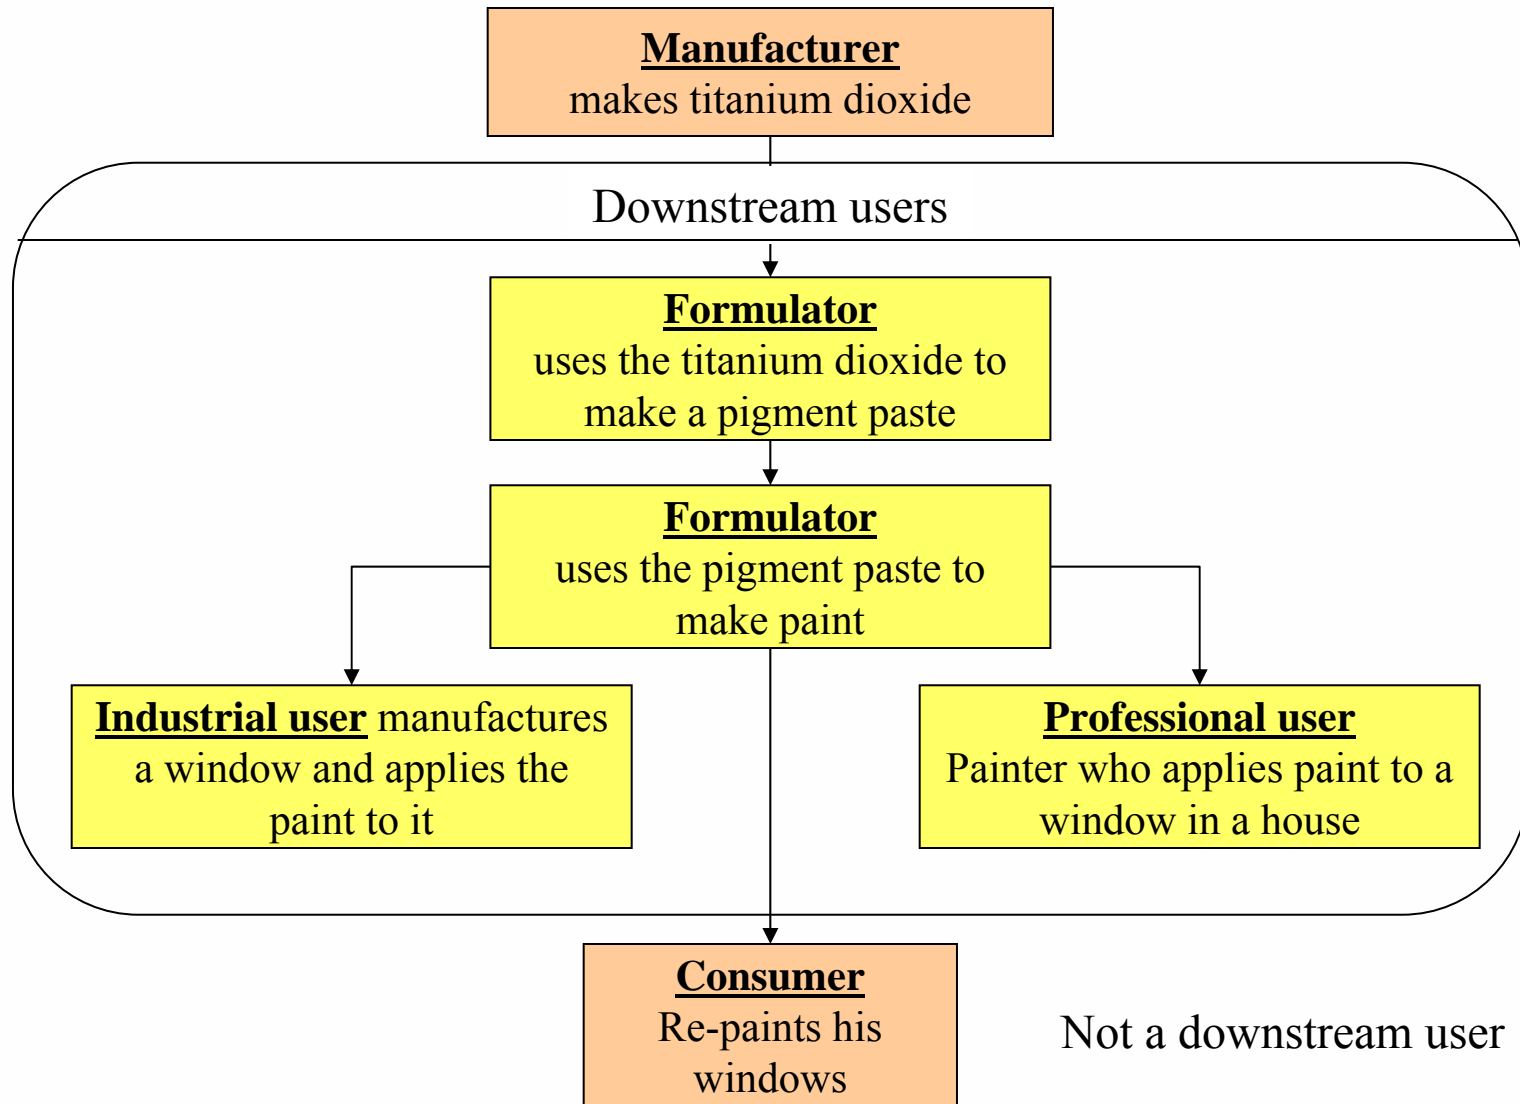 Manufacturer
makes titanium dioxide
Downstream users
Formulator
uses the titanium dioxide to
make a pigment paste
Formulator
uses the pigment paste to
make paint
Industrial user manufactures
a window and applies the
paint to it
Professional user
Painter who applies paint to a
window in a house
Consumer
Re-paints his
windows
Not a downstream user